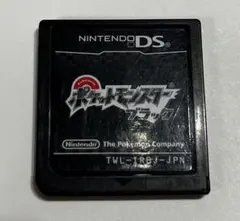 NINTENDO DS
ポケットモンスター
ブラック
Nintendo The Pokémon Company
TWL-IRBJ-JPN